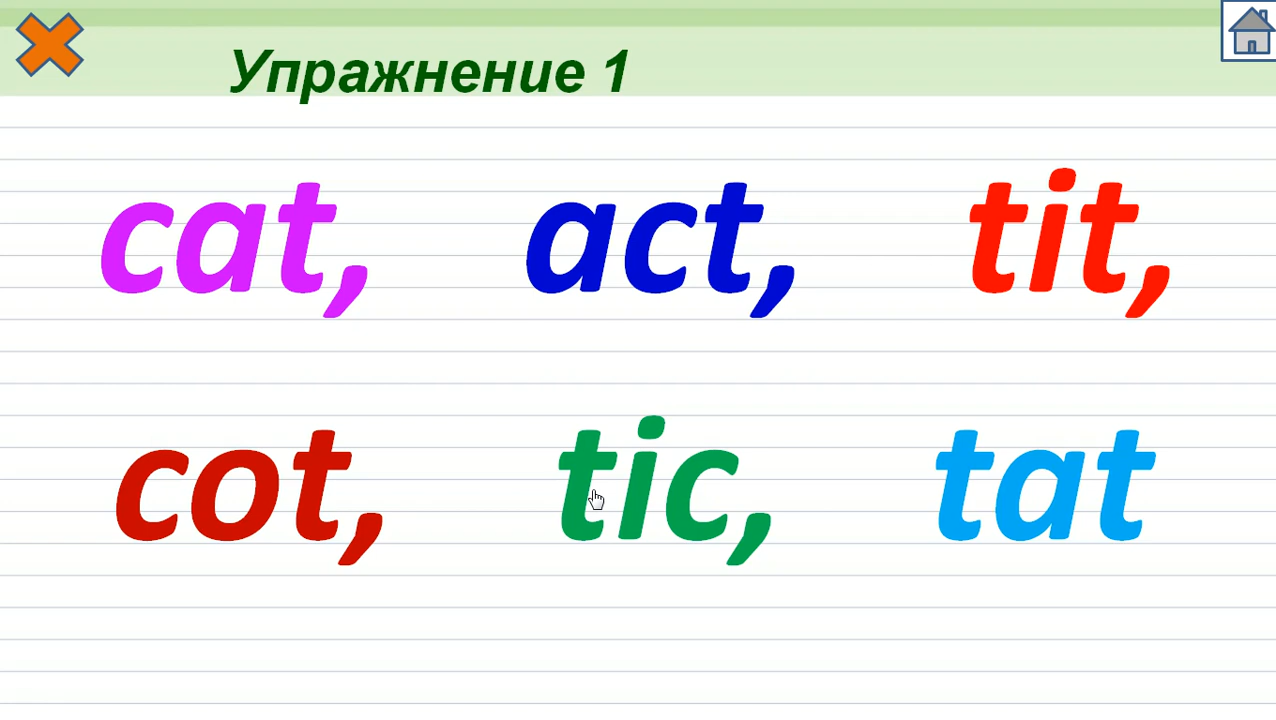 Упражнение 1
cat, act, tit,
cot, tic, tat